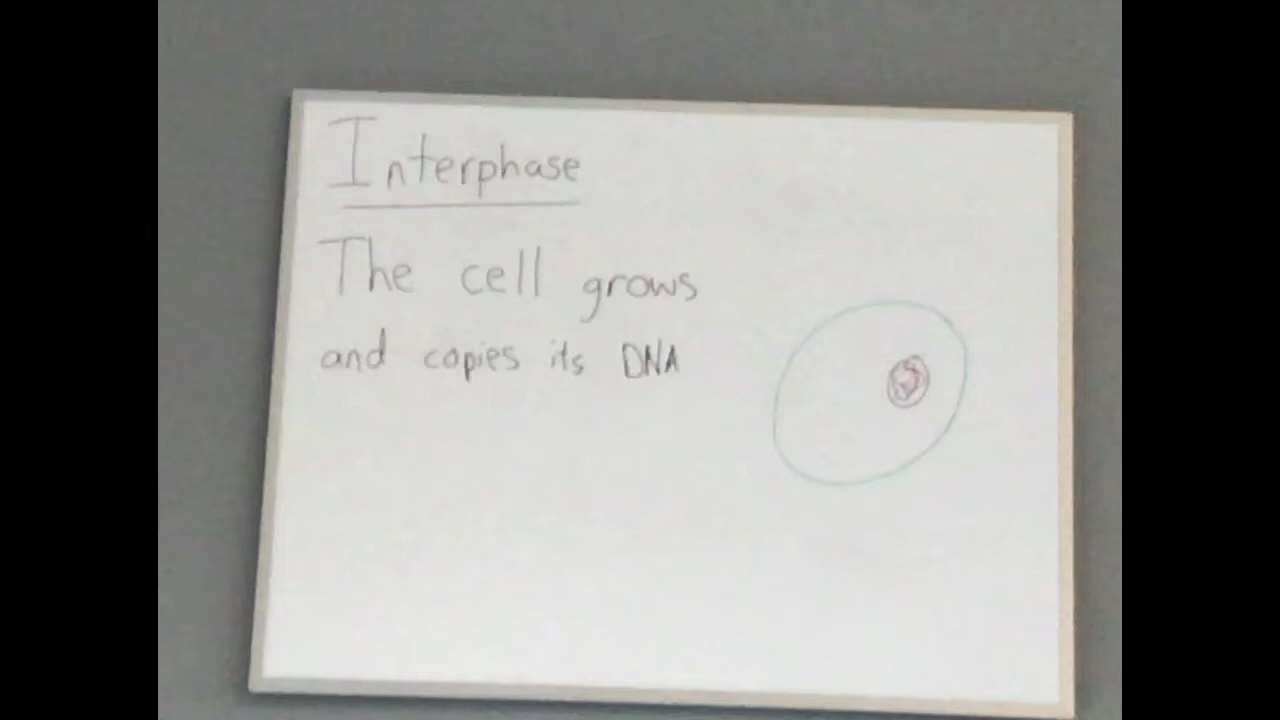 Interphase
The cell grows
and copies its DNA